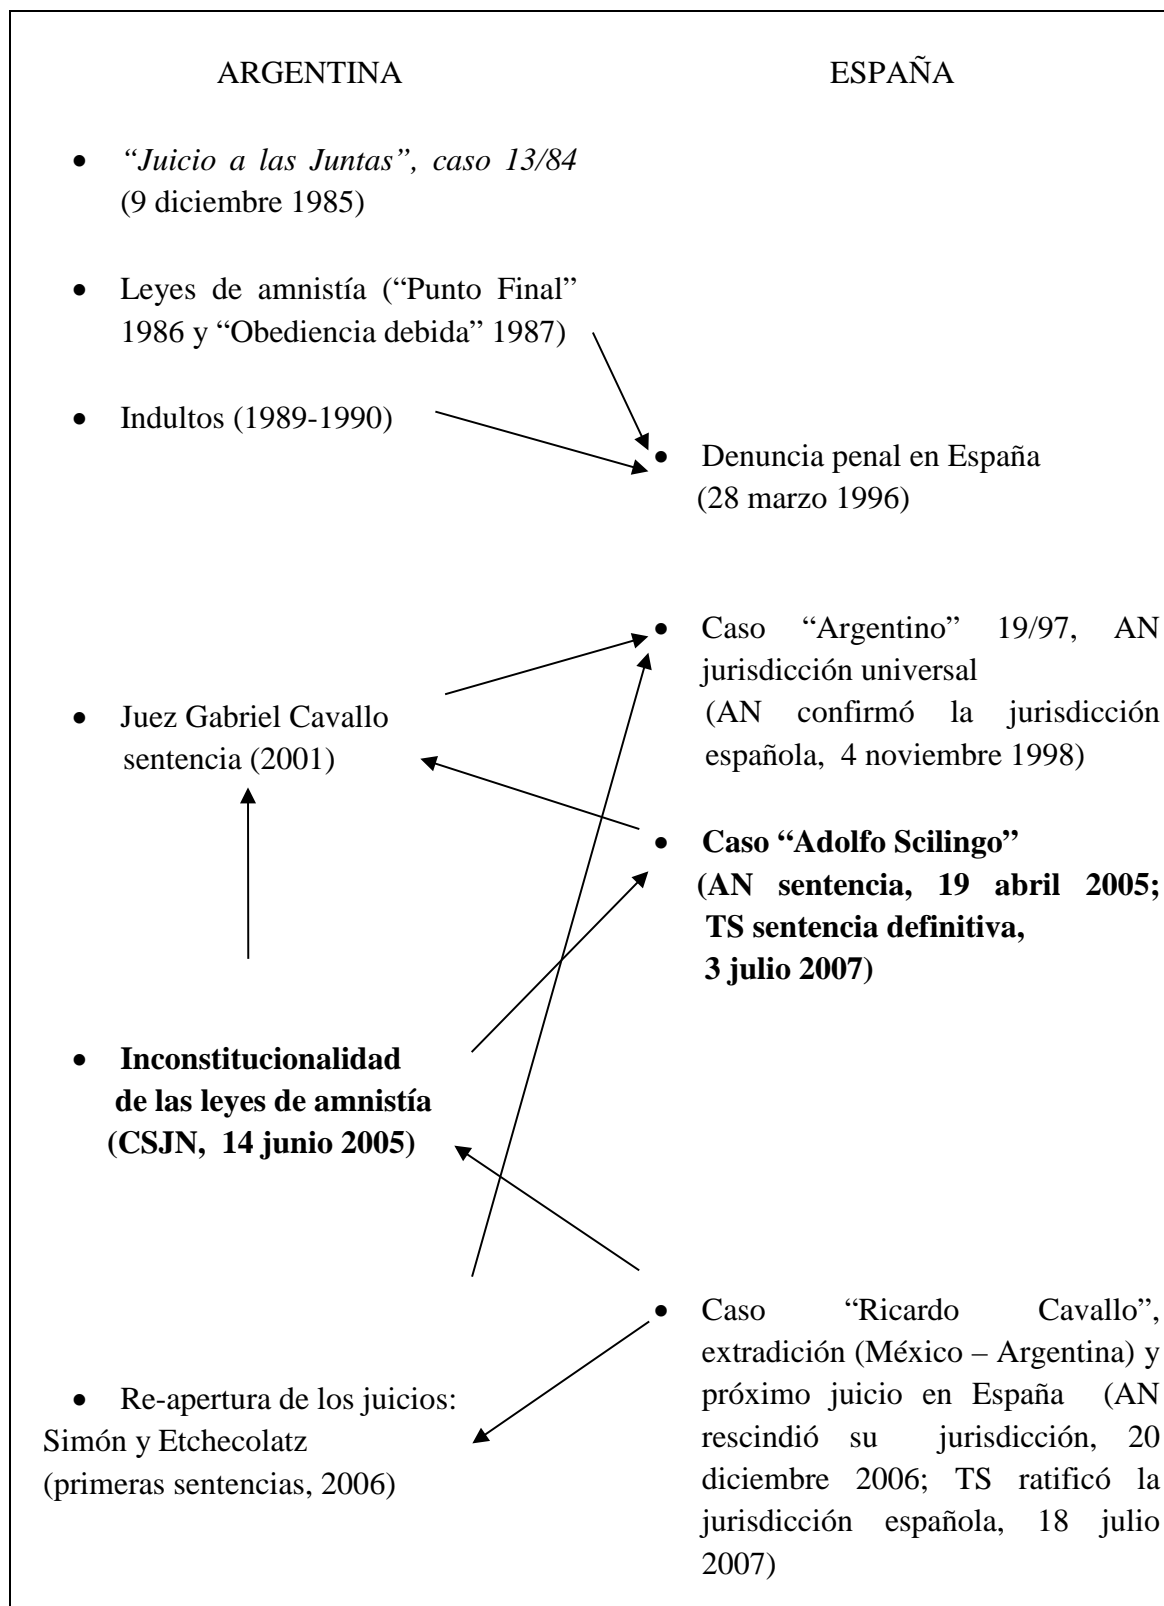 ARGENTINA
“Juicio a las Juntas”, caso 13/84
(9 diciembre 1985)
Leyes de amnistía (“Punto Final”
1986 y “Obediencia debida” 1987)
Indultos (1989-1990)
Juez Gabriel Cavallo
sentencia (2001)
Inconstitucionalidad
de las leyes de amnistía
(CSJN, 14 junio 2005)
Re-apertura de los juicios:
Simón y Etchecolatz
(primeras sentencias, 2006)
ESPAÑA
Denuncia penal en España
(28 marzo 1996)
Caso “Argentino” 19/97, AN
jurisdicción universal
(AN confirmó la jurisdicción
española, 4 noviembre 1998)
Caso “Adolfo Scilingo”
(AN sentencia, 19 abril 2005;
TS sentencia definitiva,
3 julio 2007)
Caso “Ricardo Cavallo”,
extradición (México – Argentina) y
próximo juicio en España (AN
rescindió su jurisdicción, 20
diciembre 2006; TS ratificó la
jurisdicción española, 18 julio
2007)